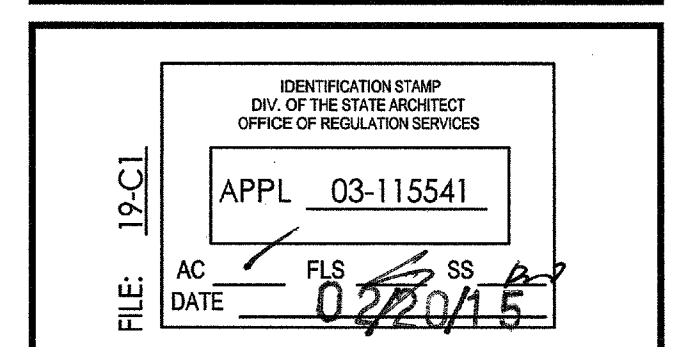 IDENTIFICATION STAMP
DIV. OF THE STATE ARCHITECT
OFFICE OF REGULATION SERVICES
APPL 03-115541
AC FLS SS
DATE 02/20/15
FILE: 19-C1